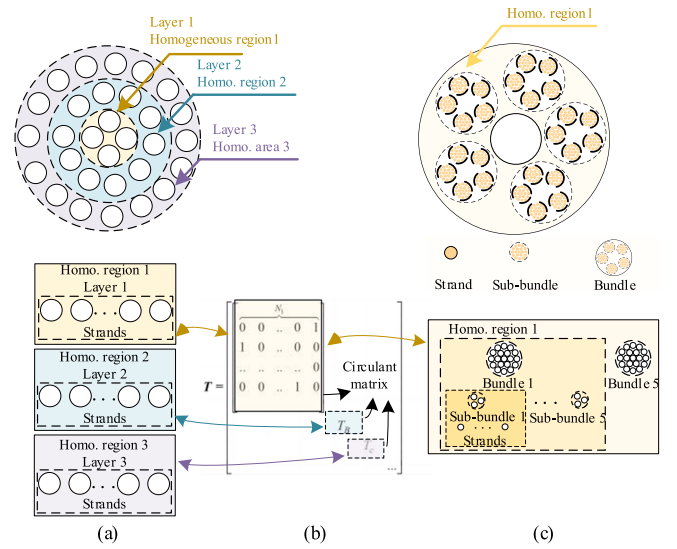 Layer 1
Homogeneous region1
Layer 2
Homo. region 2
Layer 3
Homo. area 3
Homo. region1
Strand
Sub-bundle
Bundle
Homo. region 1
Layer 1
Strands
Homo. region 2
Layer 2
Strands
Homo. region 3
Layer 3
Strands
N₁
0 0 .. 0 1
1 0 .. 0 0
.. .. .. .. 0
0 0 .. 1 0
T =
Circulant
matrix
T_B
T_c
...
Homo. region 1
Bundle 1
Bundle 5
Sub-bundle 1
. . .
Sub-bundle 5
Strands
(a)
(b)
(c)